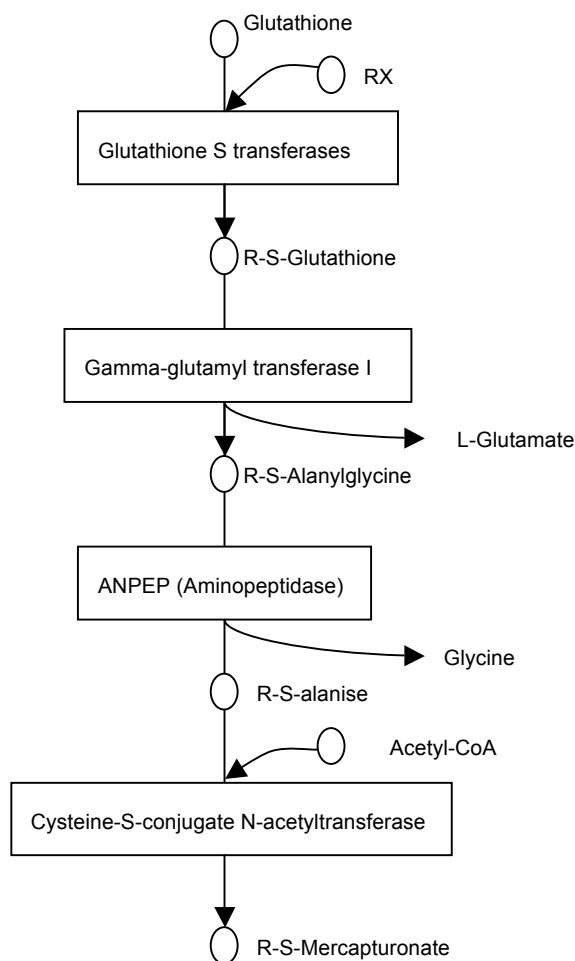 Glutathione
RX
Glutathione S transferases
R-S-Glutathione
Gamma-glutamyl transferase I
L-Glutamate
R-S-Alanylglycine
ANPEP (Aminopeptidase)
Glycine
R-S-alanise
Acetyl-CoA
Cysteine-S-conjugate N-acetyltransferase
R-S-Mercapturonate